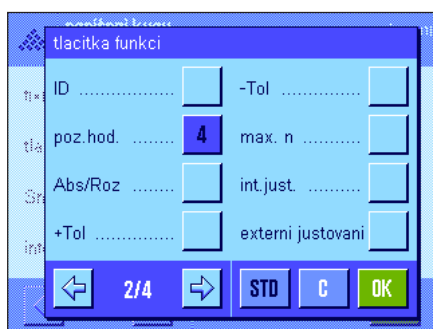 tlacitka funkci
ID ................
-Tol ................
poz.hod. ........ 4
max. n ............
Abs/Roz ........
int.just. ..........
+Tol ...............
externi justovani
2/4 STD C OK